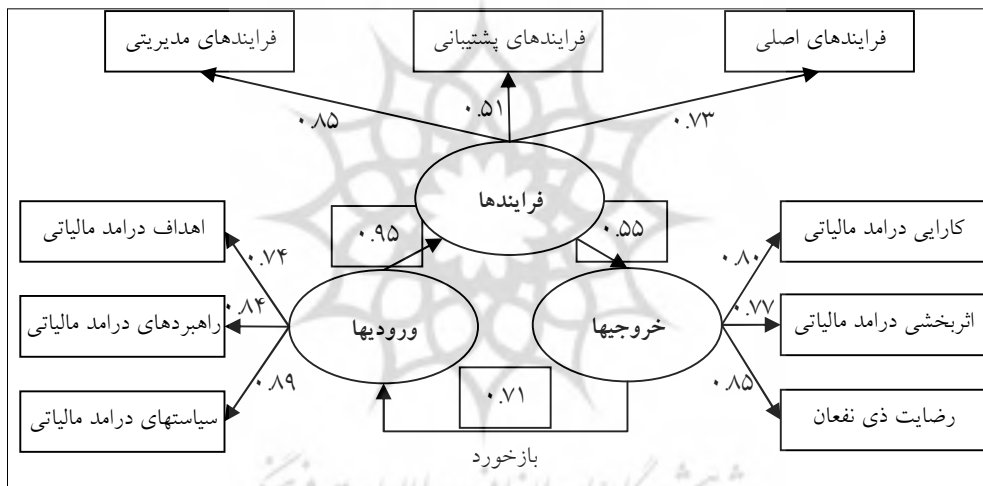 فرایندهای اصلی
فرایندهای پشتیبانی
فرایندهای مدیریتی
۰.۷۳
۰.۵۱
۰.۸۵
فرایندها
۰.۵۵
۰.۹۵
کارایی درامد مالیاتی
اثربخشی درامد مالیاتی
رضایت ذی نفعان
۰.۸۰
۰.۷۷
۰.۸۵
خروجیها
ورودیها
۰.۷۴
۰.۸۴
۰.۸۹
اهداف درامد مالیاتی
راهبردهای درامد مالیاتی
سیاستهای درامد مالیاتی
۰.۷۱
بازخورد